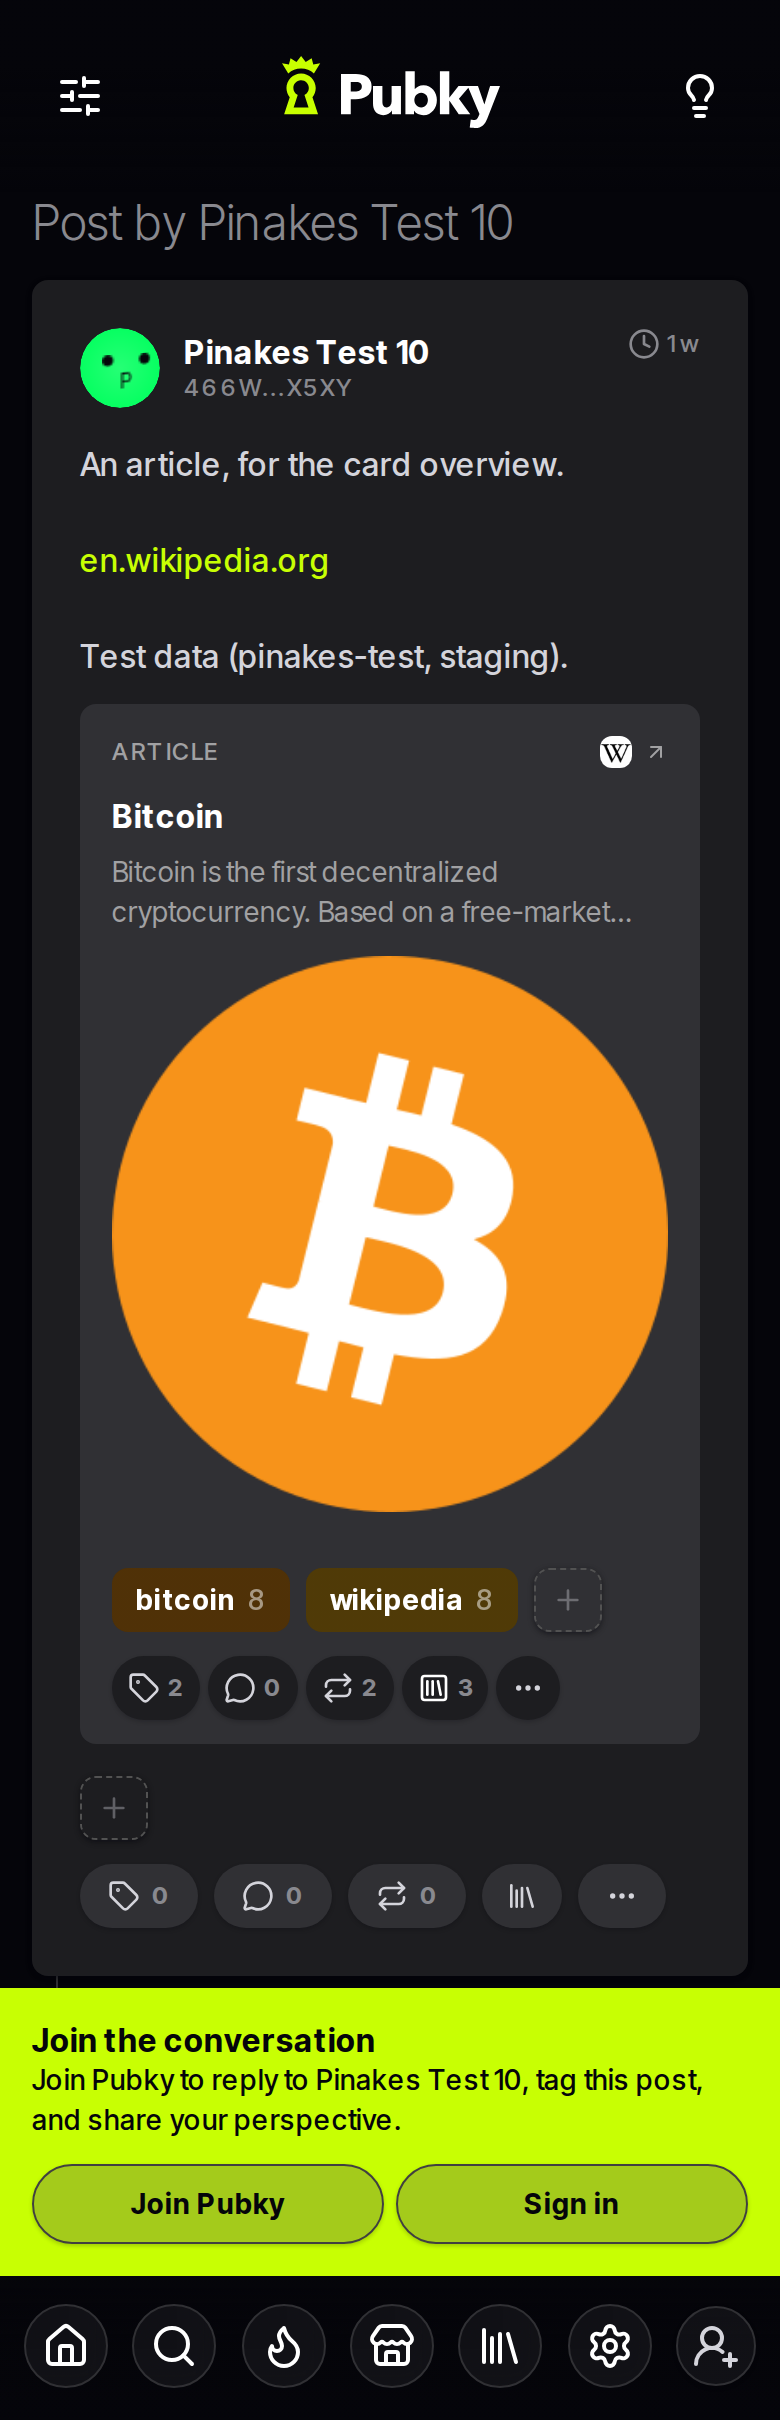 Pubky
Post by Pinakes Test 10
Pinakes Test 10
1w
466W...X5XY
An article, for the card overview.
en.wikipedia.org
Test data (pinakes-test, staging).
ARTICLE
W
Bitcoin
Bitcoin is the first decentralized
cryptocurrency. Based on a free-market...
bitcoin 8
wikipedia 8
2
0
2
3
0
0
0
Join the conversation
Join Pubky to reply to Pinakes Test 10, tag this post,
and share your perspective.
Join Pubky
Sign in